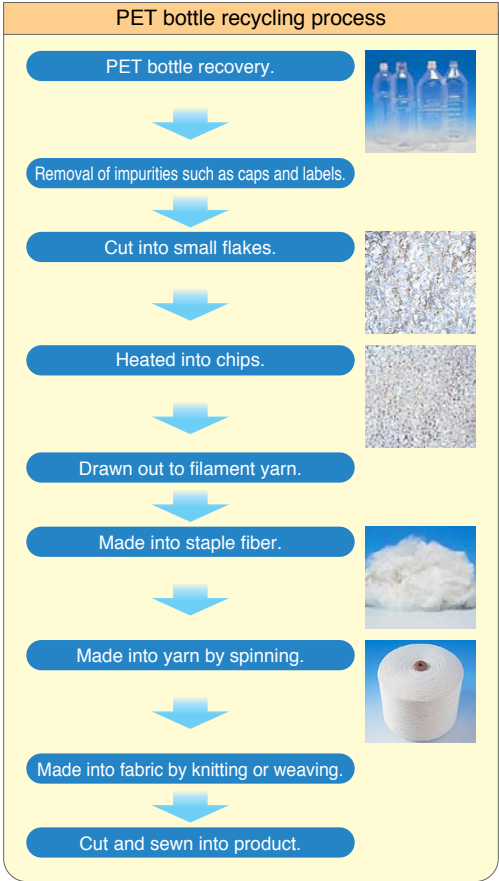 PET bottle recycling process
PET bottle recovery.
Removal of impurities such as caps and labels.
Cut into small flakes.
Heated into chips.
Drawn out to filament yarn.
Made into staple fiber.
Made into yarn by spinning.
Made into fabric by knitting or weaving.
Cut and sewn into product.